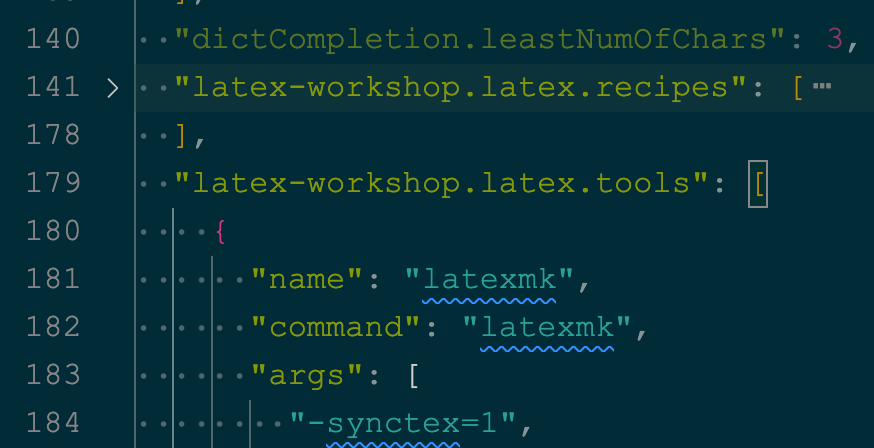 ],
140 "dictCompletion.leastNumOfChars": 3,
141 > "latex-workshop.latex.recipes": [ ⋯
178 ],
179 "latex-workshop.latex.tools": [
180 {
181 "name": "latexmk",
182 "command": "latexmk",
183 "args": [
184 "-synctex=1",